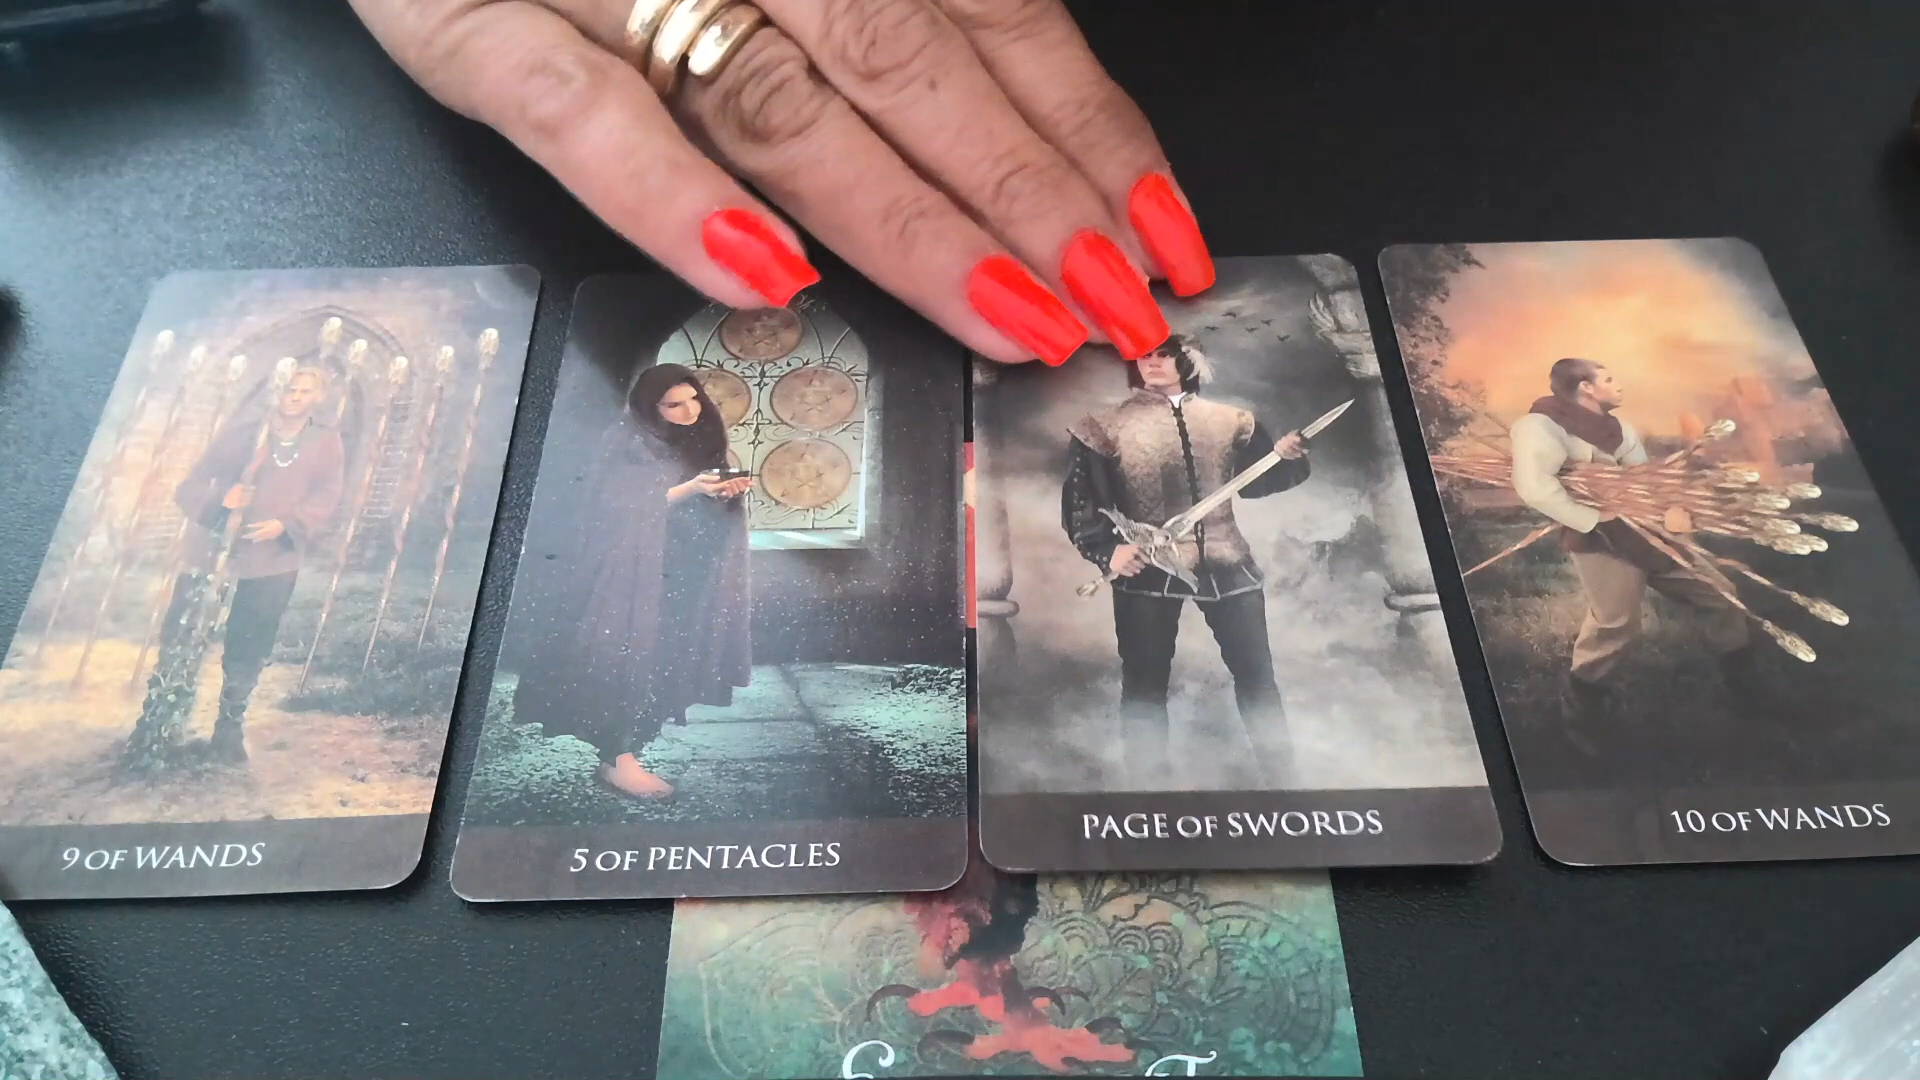 9 OF WANDS
5 OF PENTACLES
PAGE OF SWORDS
10 OF WANDS